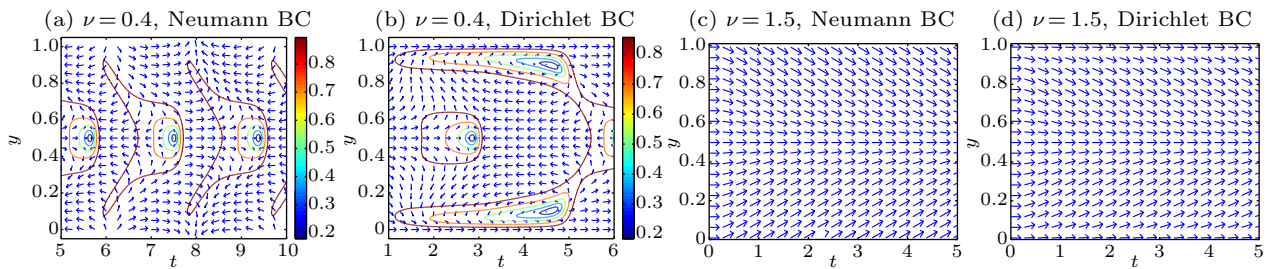 (a) ν = 0.4, Neumann BC
(b) ν = 0.4, Dirichlet BC
(c) ν = 1.5, Neumann BC
(d) ν = 1.5, Dirichlet BC
1.0
0.8
0.6
0.4
0.2
0
y
5 6 7 8 9 10
t
0.8
0.7
0.6
0.5
0.4
0.3
0.2
1.0
0.8
0.6
0.4
0.2
0
y
1 2 3 4 5 6
t
0.8
0.7
0.6
0.5
0.4
0.3
0.2
1.0
0.8
0.6
0.4
0.2
0
y
0 1 2 3 4 5
t
1.0
0.8
0.6
0.4
0.2
0
y
0 1 2 3 4 5
t